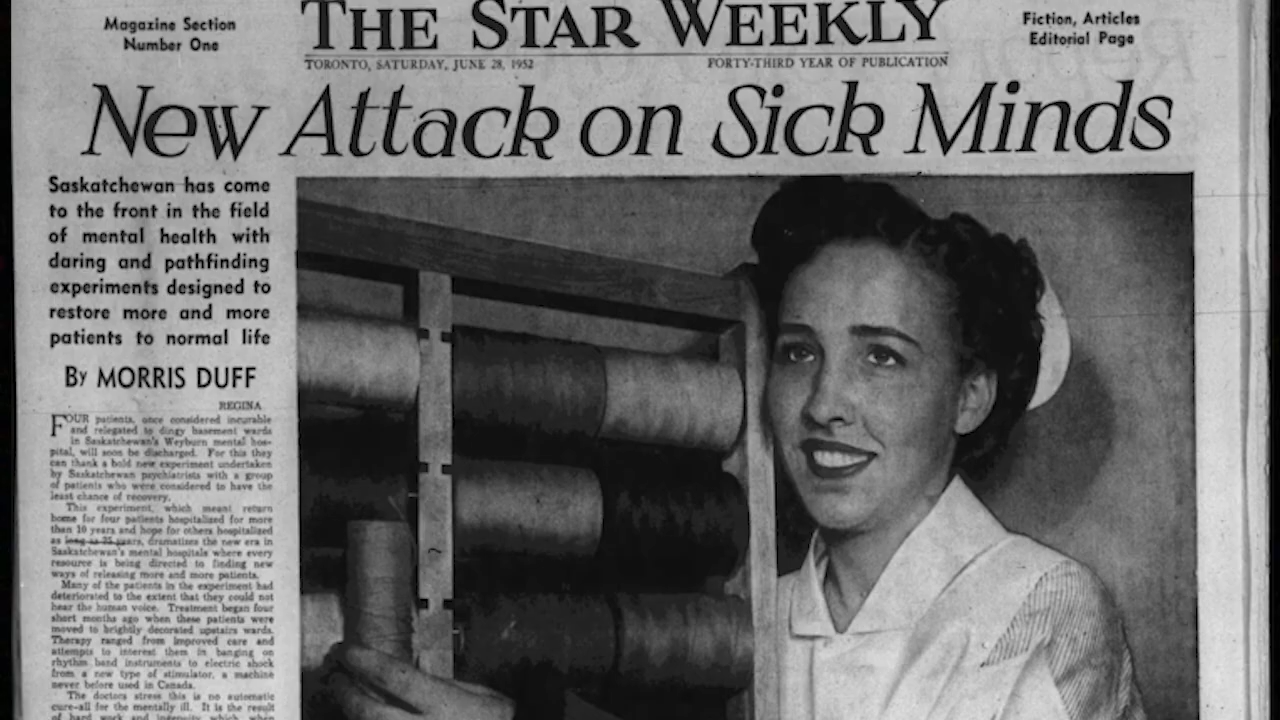 Magazine Section
Number One
THE STAR WEEKLY
Fiction, Articles
Editorial Page
TORONTO, SATURDAY, JUNE 28, 1952
FORTY-THIRD YEAR OF PUBLICATION
New Attack on Sick Minds
Saskatchewan has come
to the front in the field
of mental health with
daring and pathfinding
experiments designed to
restore more and more
patients to normal life
By MORRIS DUFF
REGINA
FOUR patients, once considered incurable
and relegated to dingy basement wards
in Saskatchewan's Weyburn mental hos-
pital, will soon be discharged. For this they
can thank a bold new experiment undertaken
by Saskatchewan psychiatrists with a group
of patients who were considered to have the
least chance of recovery.
This experiment, which meant return
home for four patients hospitalized for more
than 10 years and hope for others hospitalized
as long as 25 years, dramatizes the new era in
Saskatchewan's mental hospitals where every
resource is being directed to finding new
ways of releasing more and more patients.
Many of the patients in the experiment had
deteriorated to the extent that they could not
hear the human voice. Treatment began four
short months ago when these patients were
moved to brightly decorated upstairs wards.
Therapy ranged from improved care and
attempts to interest them in banging on
rhythm band instruments to electric shock
from a new type of stimulator, a machine
never before used in Canada.
The doctors stress this is no automatic
cure-all for the mentally ill. It is the result
of hard work and ingenuity which, when